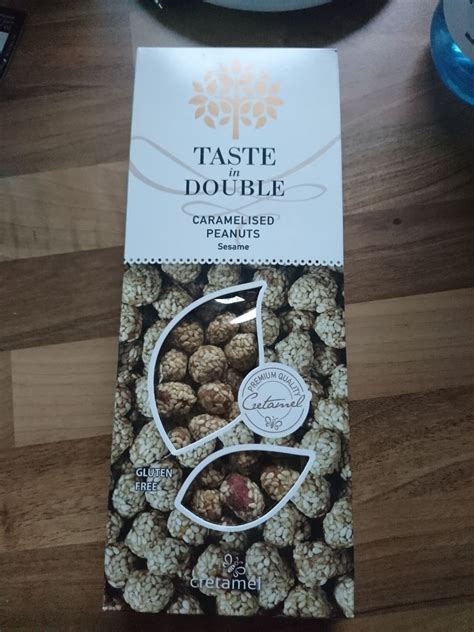 TASTE
in
DOUBLE
CARAMELISED
PEANUTS
Sesame
PREMIUM QUALITY
Cretamel
GLUTEN
FREE
cretamel